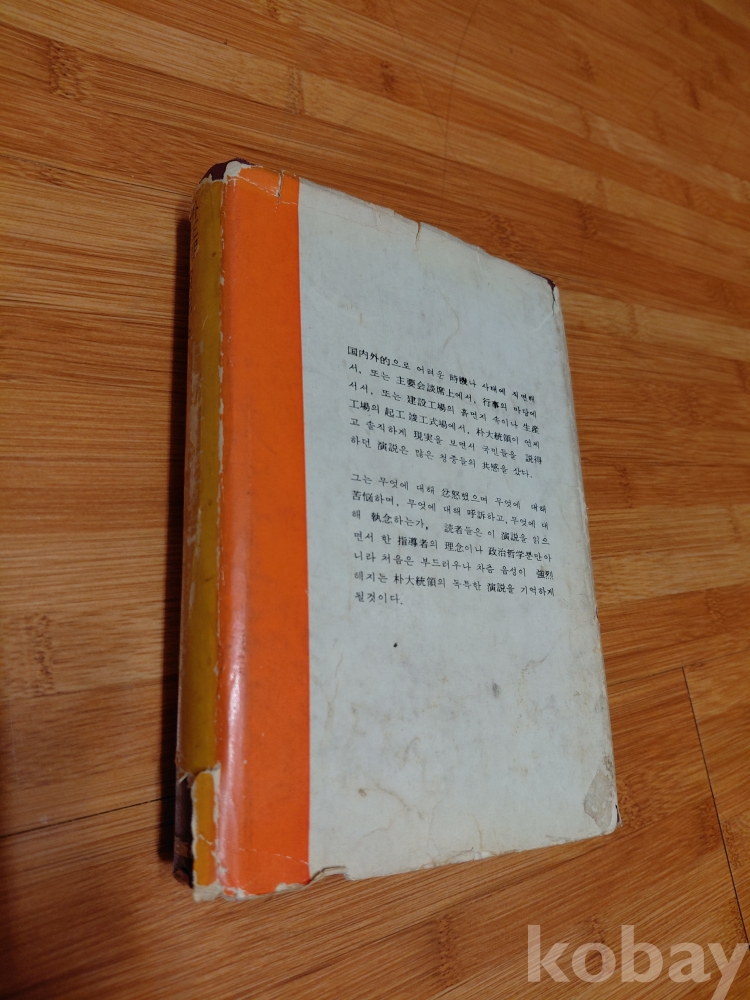 国内外的으로 어려운 時機나 사태에 직면해
서, 또는 主要会談席上에서, 行事의 마당에
서서, 또는 建設工場의 흙먼지 속이나 生産
工場의 起工 竣工式場에서, 朴大統領이 언제
고 솔직하게 現実을 보면서 국민들을 説得
하던 演説은 많은 청중들의 共感을 샀다.
그는 무엇에 대해 忿怒했으며 무엇에 대해
苦悩하며, 무엇에 대해 呼訴하고, 무엇에 대
해 執念하는가, 読者들은 이 演説을 읽으
면서 한 指導者의 理念이나 政治哲学뿐만아
니라 처음은 부드러우나 차츰 음성이 強烈
해지는 朴大統領의 독특한 演説을 기억하게
될것이다.
kobay